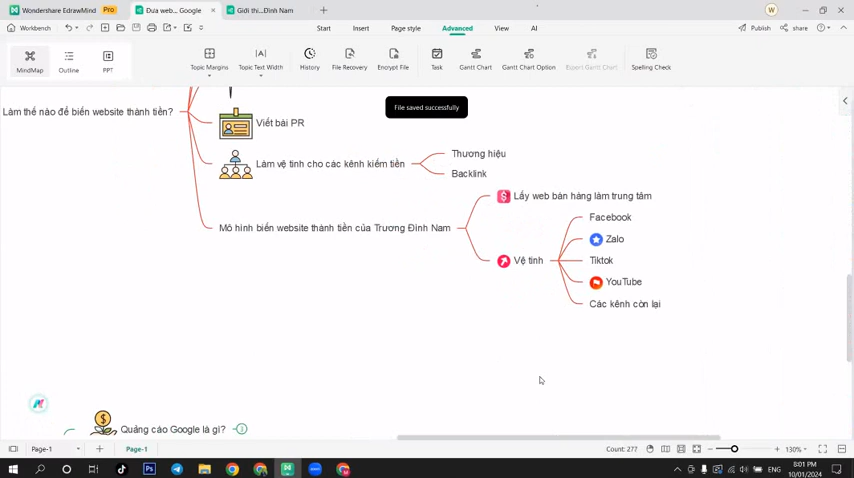 Wondershare EdrawMind Pro
Đưa web... Google
Giới thi...Đình Nam
W
Workbench
Start Insert Page style Advanced View AI
Publish share
MindMap Outline PPT
Topic Margins Topic Text Width History File Recovery Encrypt File Task Gantt Chart Gantt Chart Option Export Gantt Chart Spelling Check
File saved successfully
Làm thế nào để biến website thành tiền?
Viết bài PR
Làm vệ tinh cho các kênh kiếm tiền
Thương hiệu
Backlink
Mô hình biến website thành tiền của Trương Đình Nam
Lấy web bán hàng làm trung tâm
Vệ tinh
Facebook
Zalo
Tiktok
YouTube
Các kênh còn lại
Quảng cáo Google là gì? 3
Page-1 Page-1
Count: 277
130%
ENG
8:01 PM
10/01/2024